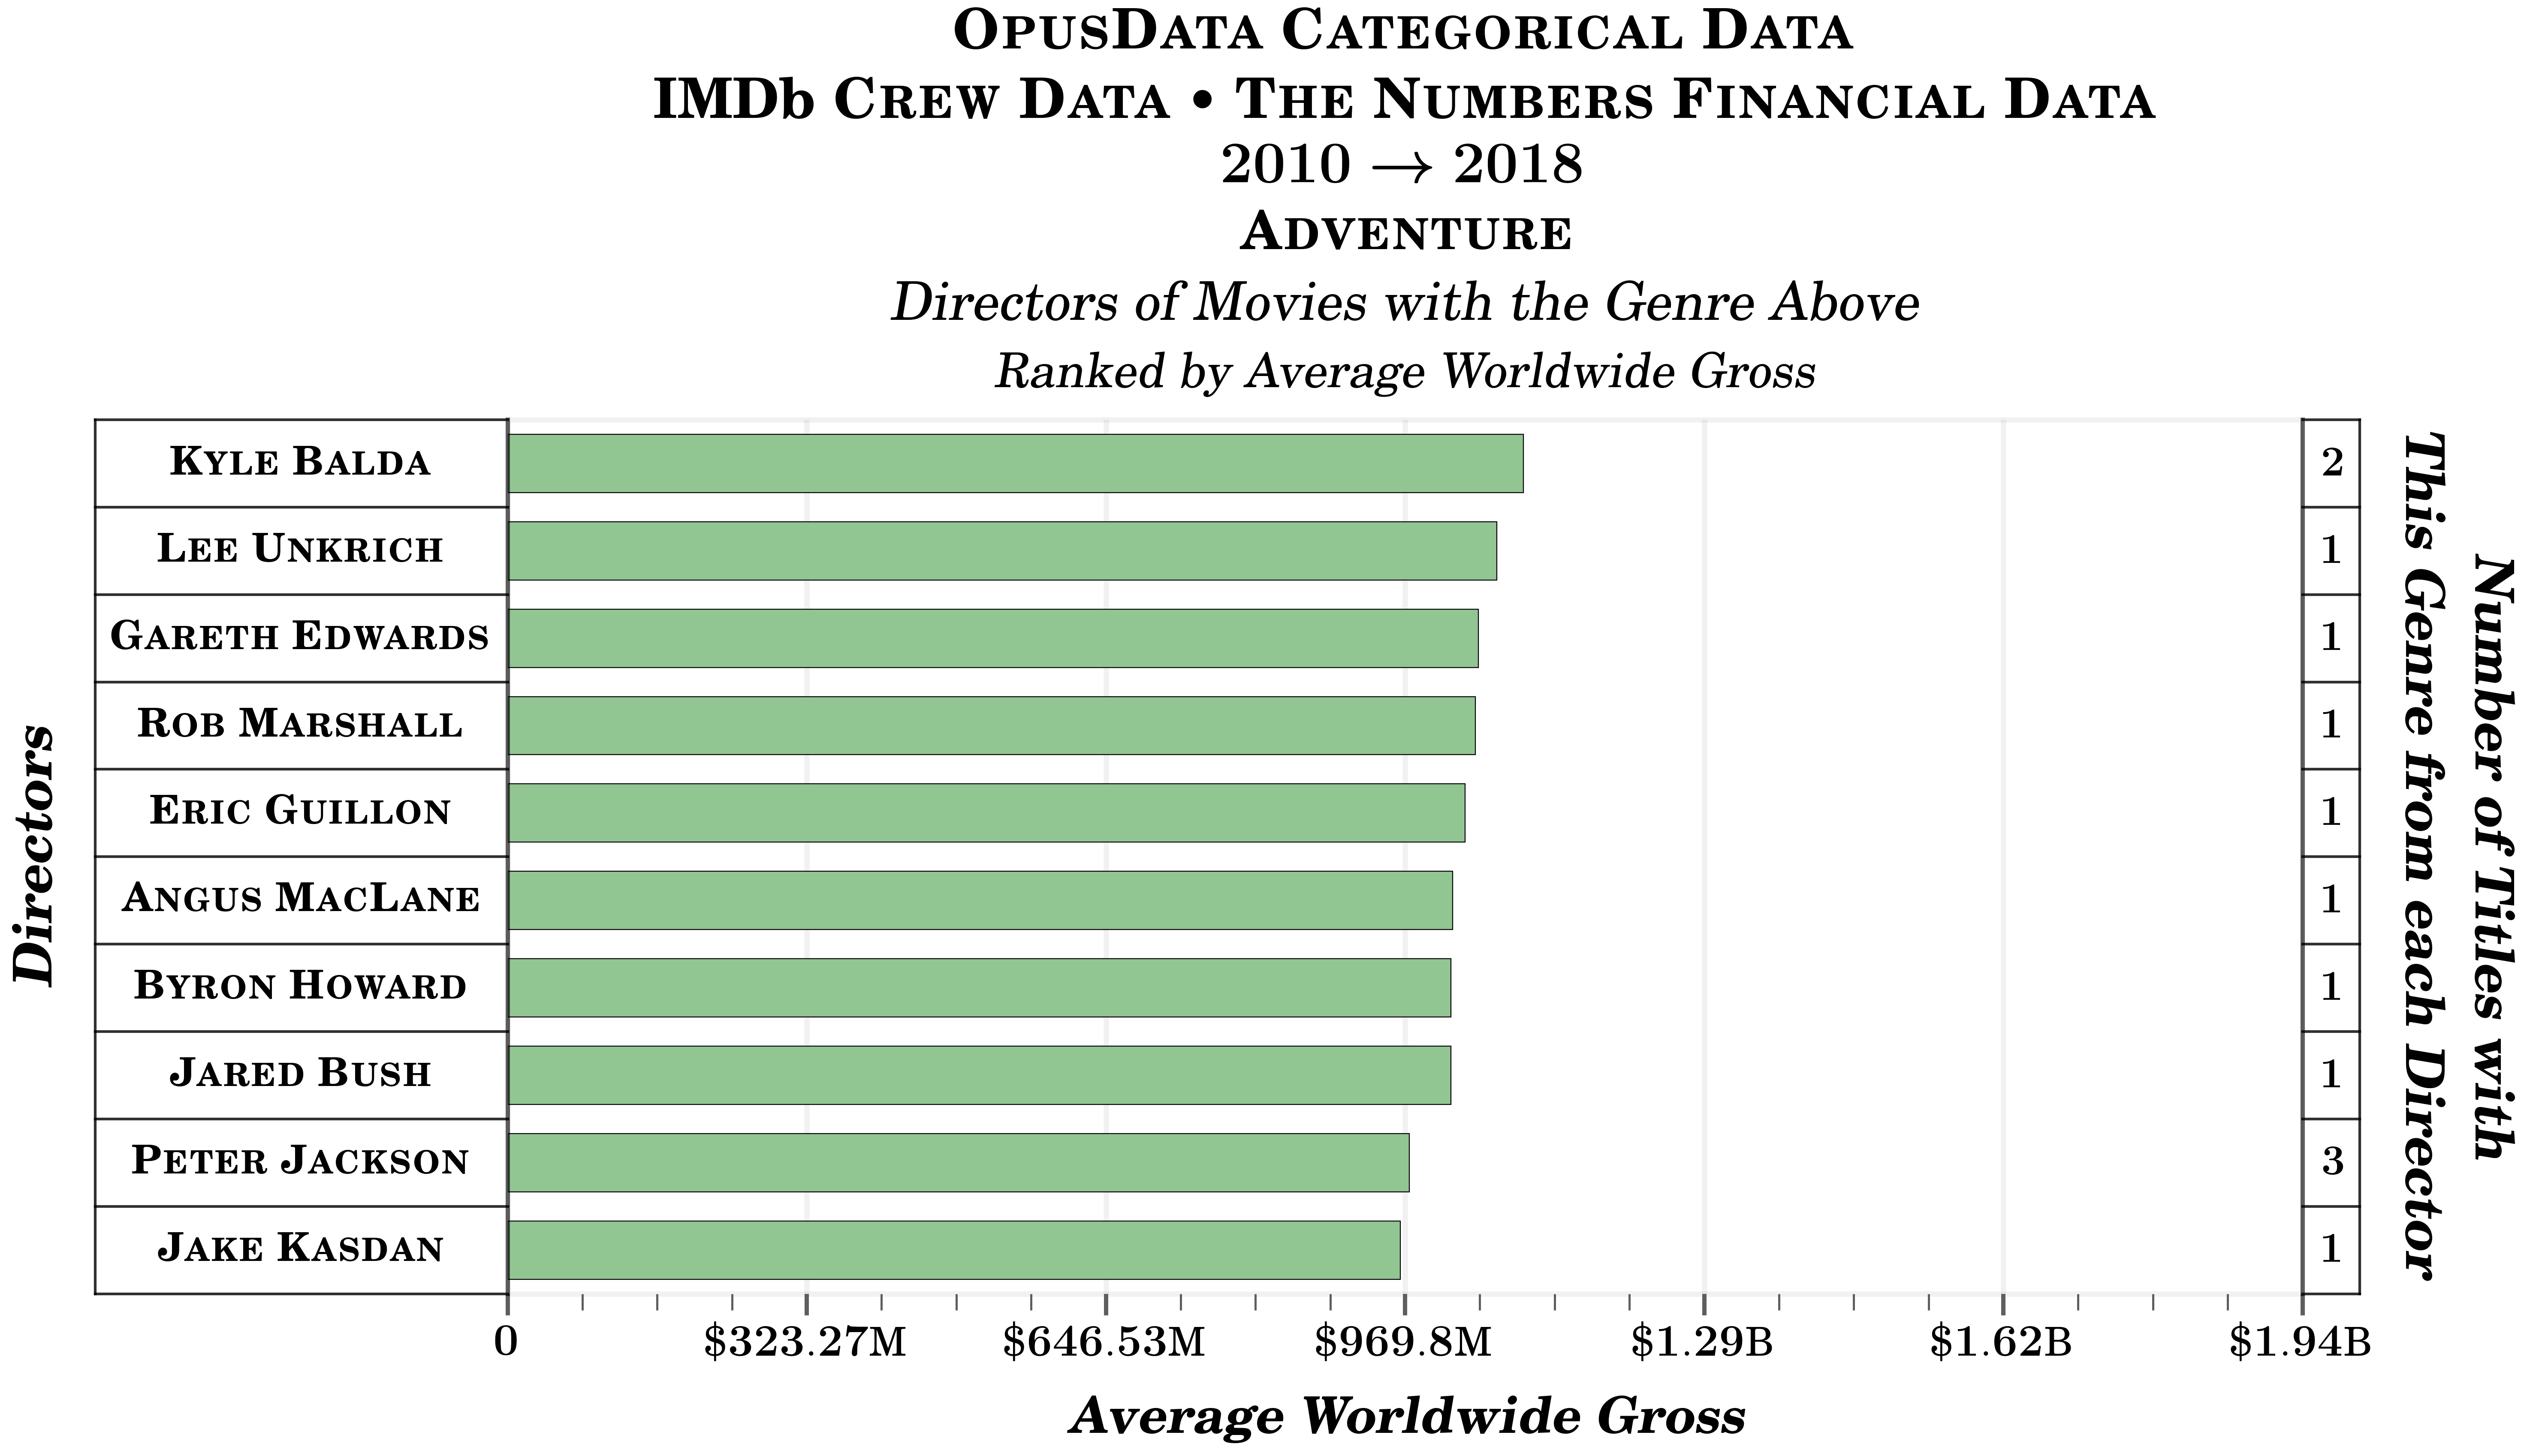 OpusData Categorical Data
IMDb Crew Data • The Numbers Financial Data
2010 → 2018
Adventure
Directors of Movies with the Genre Above
Ranked by Average Worldwide Gross
Directors
Kyle Balda 2
Lee Unkrich 1
Gareth Edwards 1
Rob Marshall 1
Eric Guillon 1
Angus MacLane 1
Byron Howard 1
Jared Bush 1
Peter Jackson 3
Jake Kasdan 1
Number of Titles with
This Genre from each Director
0 $323.27M $646.53M $969.8M $1.29B $1.62B $1.94B
Average Worldwide Gross